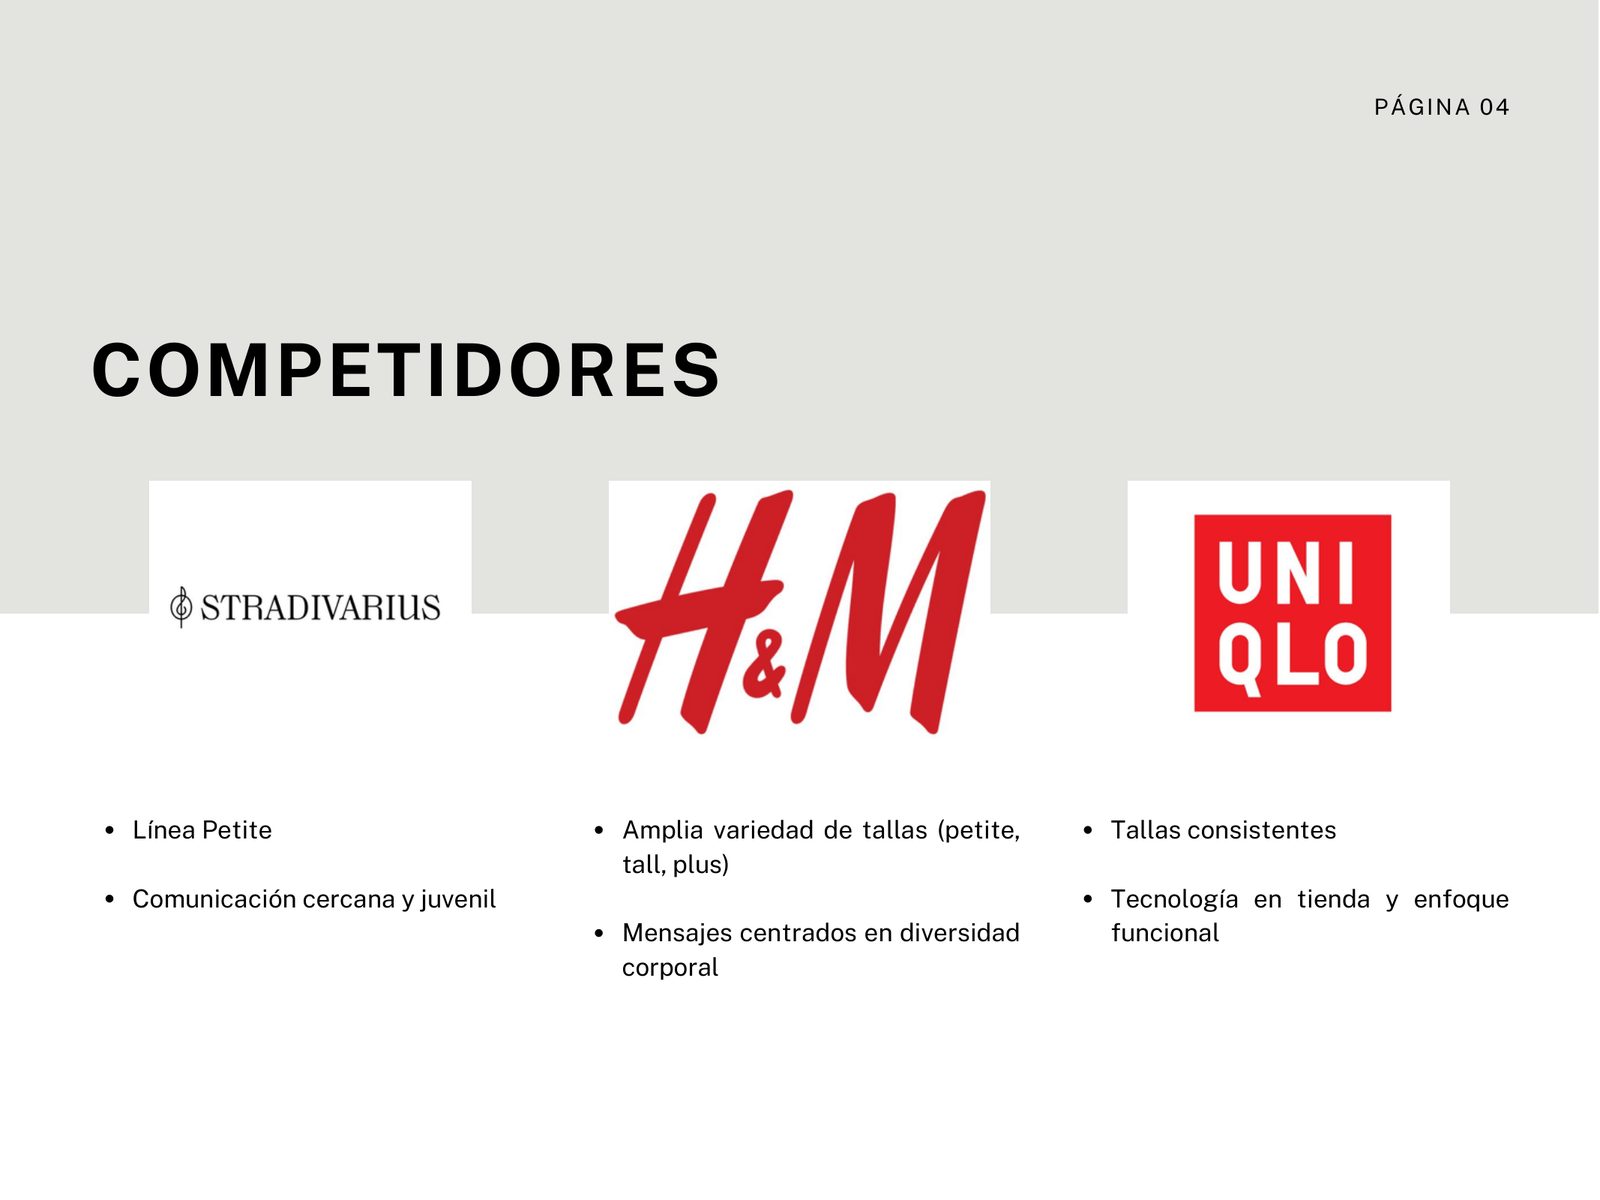 PÁGINA 04
COMPETIDORES
STRADIVARIUS
H&M
UNI
QLO
• Línea Petite
• Comunicación cercana y juvenil
• Amplia variedad de tallas (petite,
tall, plus)
• Mensajes centrados en diversidad
corporal
• Tallas consistentes
• Tecnología en tienda y enfoque
funcional